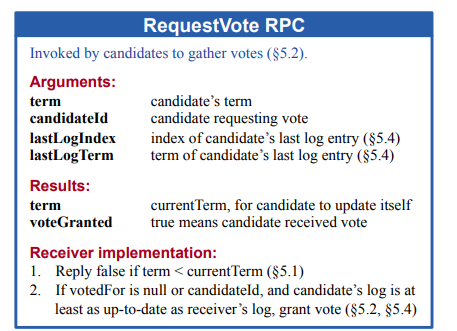 RequestVote RPC
Invoked by candidates to gather votes (§5.2).
Arguments:
term candidate’s term
candidateId candidate requesting vote
lastLogIndex index of candidate’s last log entry (§5.4)
lastLogTerm term of candidate’s last log entry (§5.4)
Results:
term currentTerm, for candidate to update itself
voteGranted true means candidate received vote
Receiver implementation:
1. Reply false if term < currentTerm (§5.1)
2. If votedFor is null or candidateId, and candidate’s log is at
least as up-to-date as receiver’s log, grant vote (§5.2, §5.4)